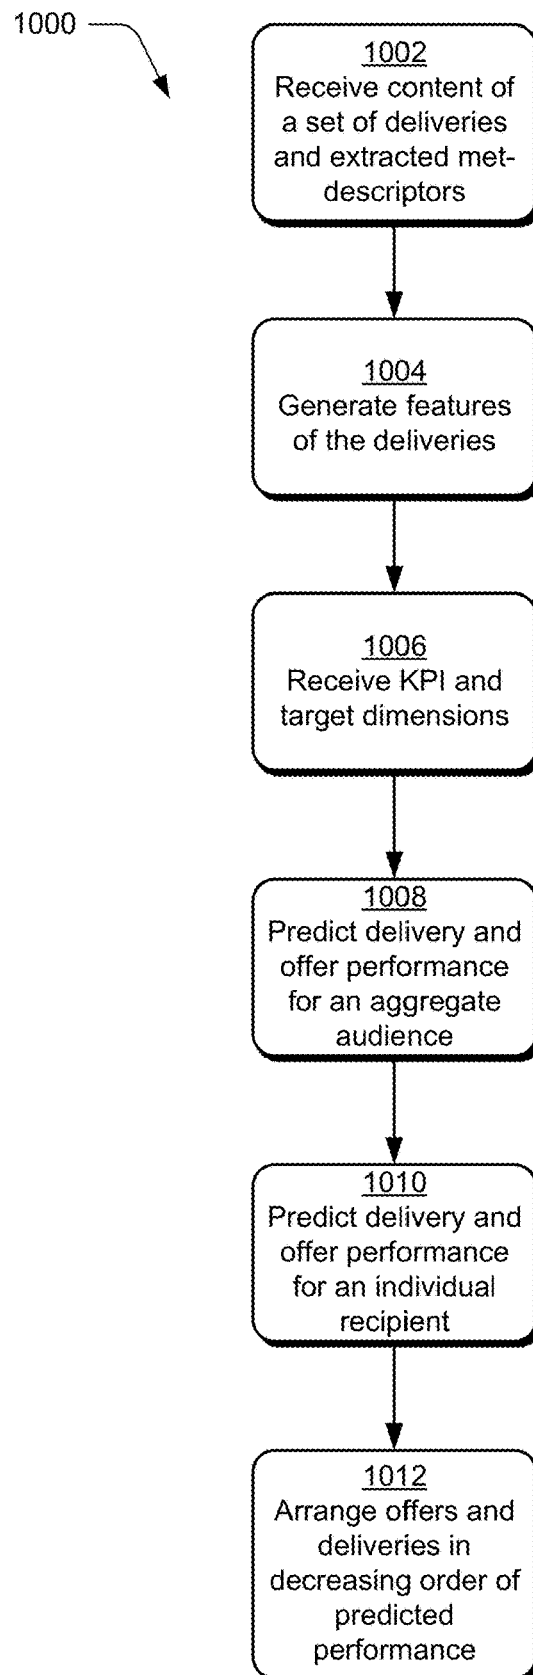 1000
1002
Receive content of
a set of deliveries
and extracted met-
descriptors
1004
Generate features
of the deliveries
1006
Receive KPI and
target dimensions
1008
Predict delivery and
offer performance
for an aggregate
audience
1010
Predict delivery and
offer performance
for an individual
recipient
1012
Arrange offers and
deliveries in
decreasing order of
predicted
performance